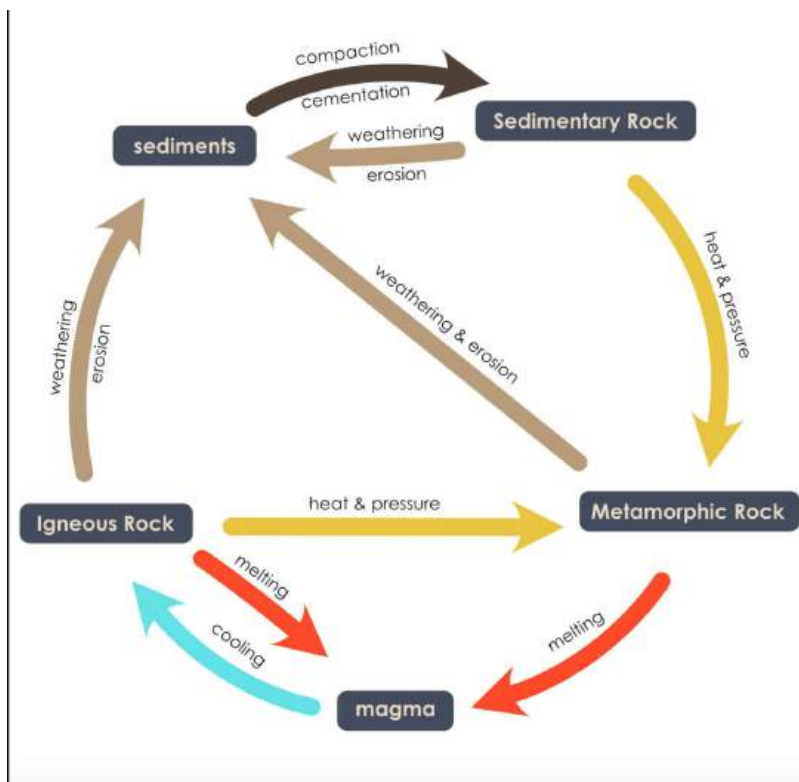 compaction
cementation
Sedimentary Rock
sediments
weathering
erosion
heat & pressure
weathering & erosion
weathering
erosion
Igneous Rock
heat & pressure
Metamorphic Rock
melting
cooling
melting
magma